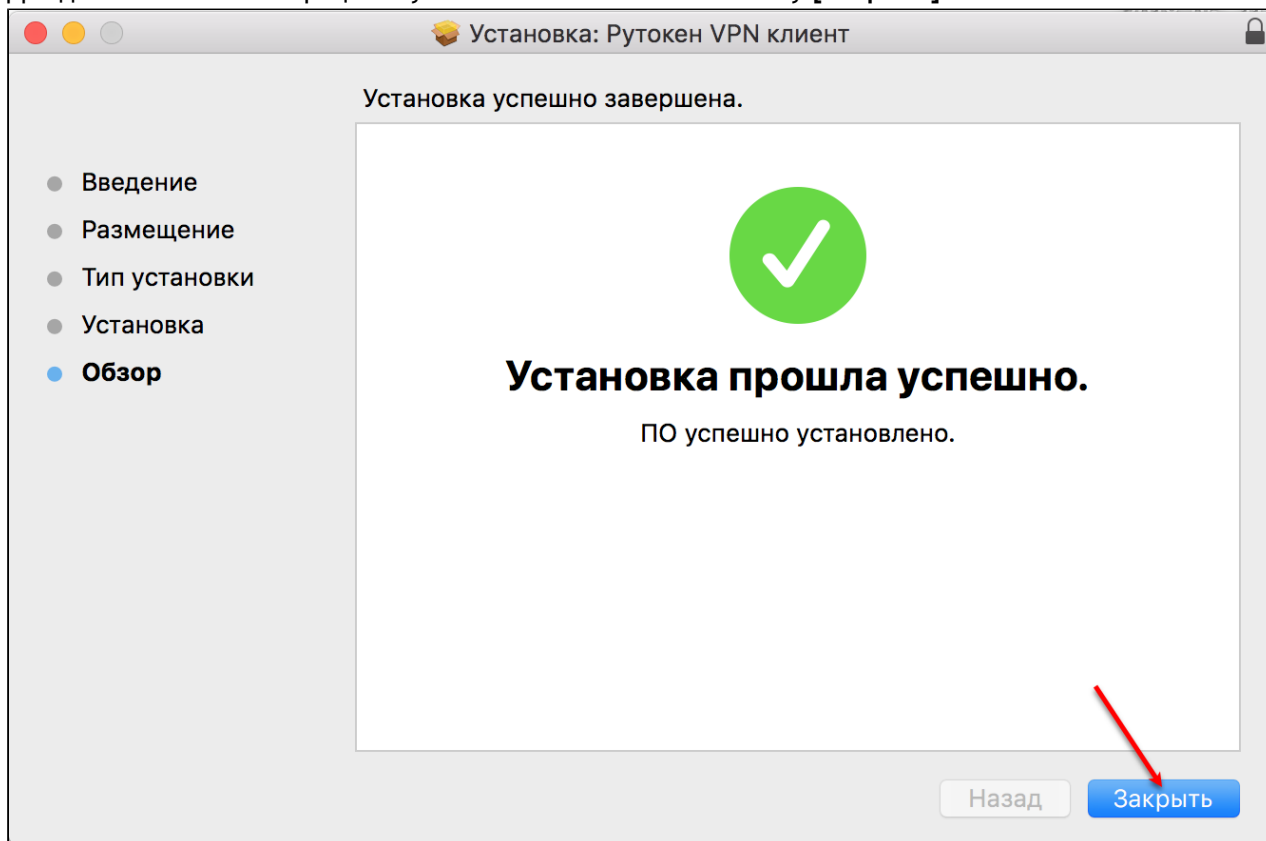 Установка: Рутокен VPN клиент
Установка успешно завершена.
Введение
Размещение
Тип установки
Установка
Обзор
Установка прошла успешно.
ПО успешно установлено.
Назад
Закрыть